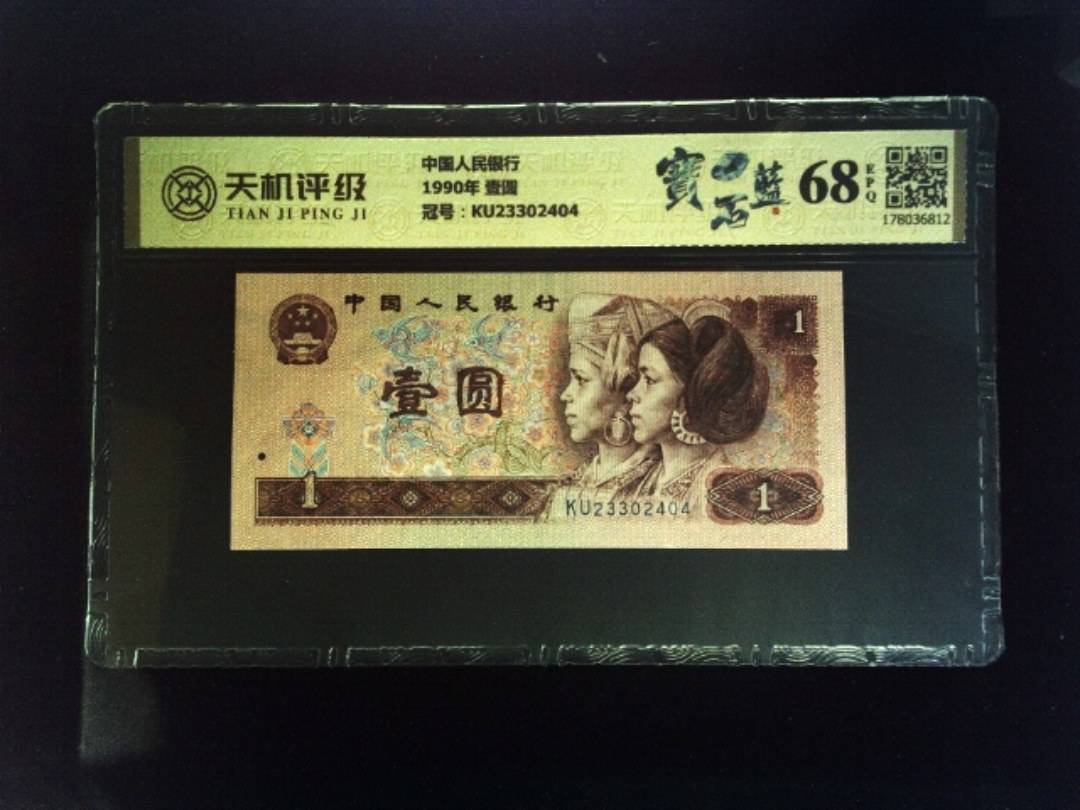 天机评级
TIAN JI PING JI
中国人民银行
1990年 壹圆
冠号：KU23302404
寶石藍
68
EPQ
178036812
中国人民银行
1
壹圆
1
KU23302404
1